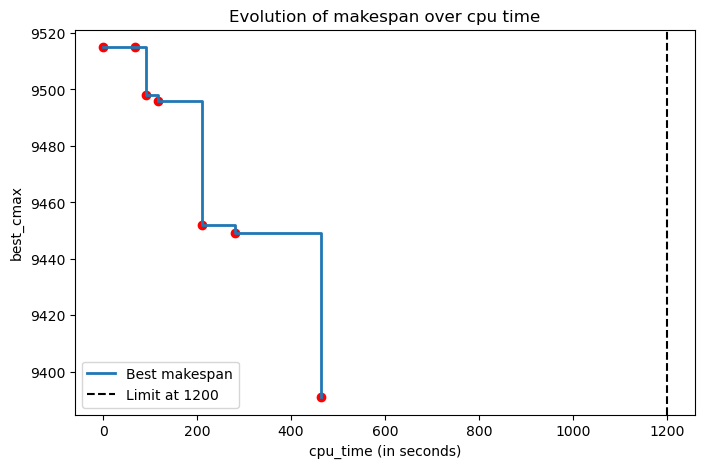 Evolution of makespan over cpu time
best_cmax
9520
9500
9480
9460
9440
9420
9400
0 200 400 600 800 1000 1200
cpu_time (in seconds)
Best makespan
Limit at 1200